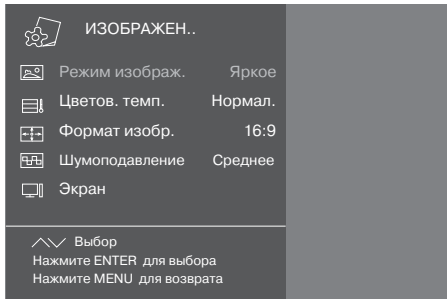 ИЗОБРАЖЕН..
Режим изображ. Яркое
Цветов. темп. Нормал.
Формат изобр. 16:9
Шумоподавление Среднее
Экран
Выбор
Нажмите ENTER для выбора
Нажмите MENU для возврата